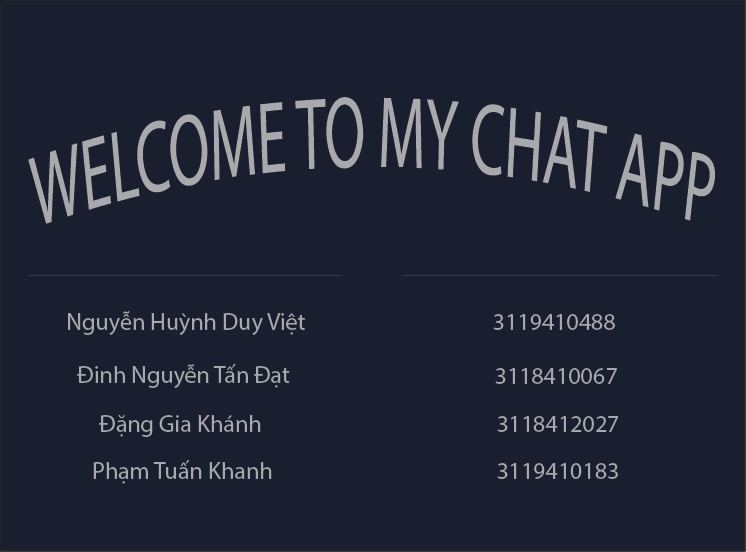 WELCOME TO MY CHAT APP
Nguyễn Huỳnh Duy Việt 3119410488
Đinh Nguyễn Tấn Đạt 3118410067
Đặng Gia Khánh 3118412027
Phạm Tuấn Khanh 3119410183